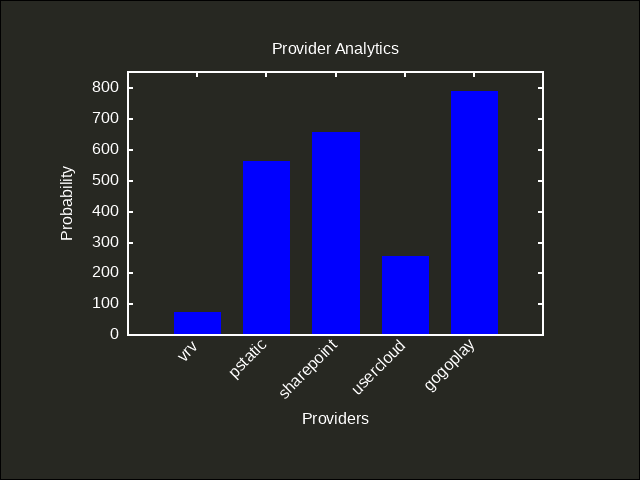 Provider Analytics
800
700
600
500
400
300
200
100
0
Probability
vrv
pstatic
sharepoint
usercloud
gogoplay
Providers